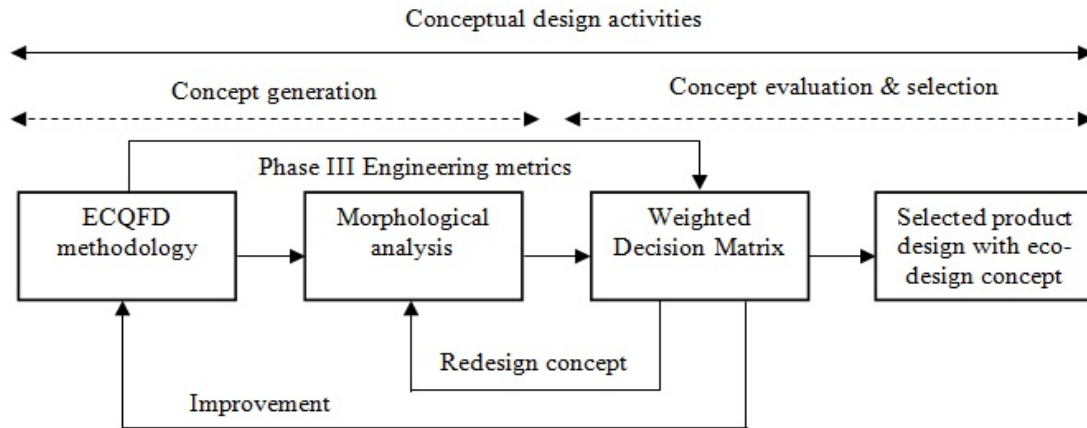 Conceptual design activities
Concept generation
Concept evaluation & selection
Phase III Engineering metrics
ECQFD
methodology
Morphological
analysis
Weighted
Decision Matrix
Selected product
design with eco-
design concept
Redesign concept
Improvement